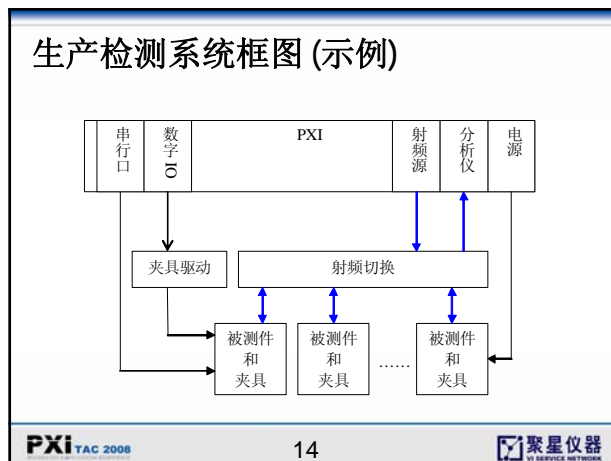 生产检测系统框图 (示例)
串行口
数字 IO
PXI
射频源
分析仪
电源
夹具驱动
射频切换
被测件
和
夹具
被测件
和
夹具
……
被测件
和
夹具
PXI TAC 2008
14
聚星仪器
VI SERVICE NETWORK